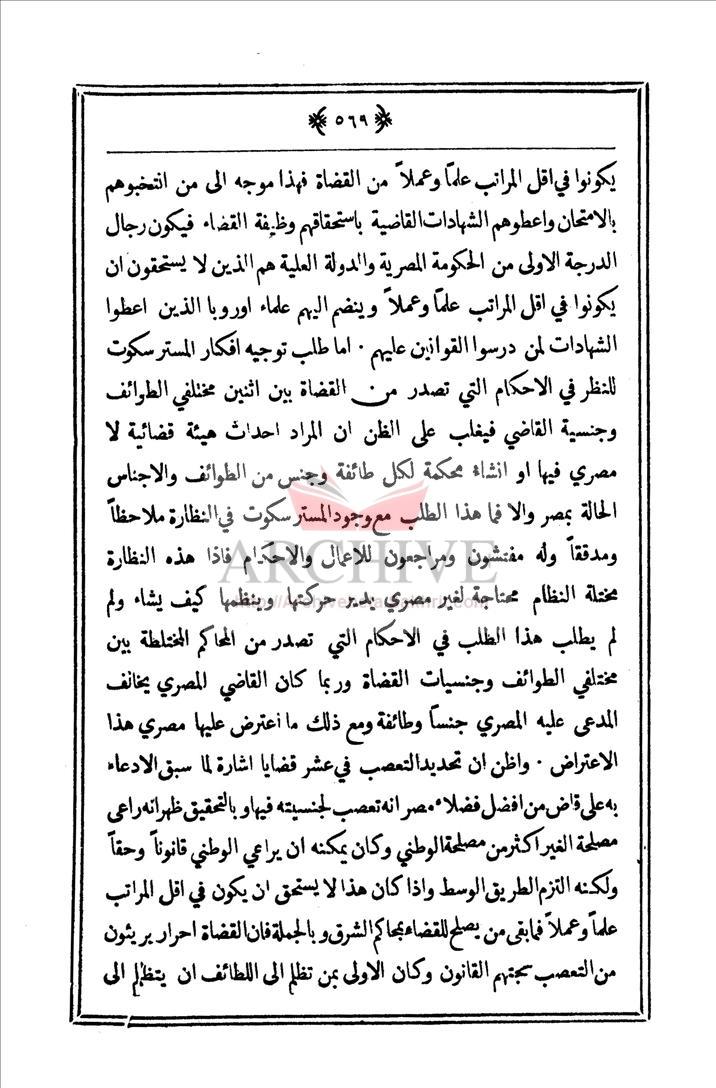 ﴿ ٥٦٩ ﴾
يكونوا في اقل المراتب علماً وعملاً من القضاة فهذا موجه الى من انتخبوهم
بالامتحان واعطوهم الشهادات القاضية باستحقاقهم وظيفة القضاء فيكون رجال
الدرجة الاولى من الحكومة المصرية والدولة العلية هم الذين لا يستحقون ان
يكونوا في اقل المراتب علماً وعملاً وينضم اليهم علماء اوروبا الذين اعطوا
الشهادات لمن درسوا القوانين عليهم ٠ اما طلب توجيه افكار المستر سكوت
للنظر في الاحكام التي تصدر من القضاة بين اثنين مختلفي الطوائف
وجنسية القاضي فيغلب على الظن ان المراد احداث هيئة قضائية لا
مصري فيها او انشاء محكمة لكل طائفة وجنس من الطوائف والاجناس
الحالة بمصر والا فما هذا الطلب مع وجود المستر سكوت في النظارة ملاحظاً
ومدققاً وله مفتشون ومراجعون للاعمال والاحكام فاذا هذه النظارة
مختلة النظام محتاجة لغير مصري يدير حركتها وينظمها كيف يشاء ولم
لم يطلب هذا الطلب في الاحكام التي تصدر من المحاكم المختلطة بين
مختلفي الطوائف وجنسيات القضاة وربما كان القاضي المصري يخالف
المدعى عليه المصري جنساً وطائفة ومع ذلك ما اعترض عليها مصري هذا
الاعتراض ٠ واظن ان تحديد التعصب في عشر قضايا اشارة لما سبق الادعاء
به على قاض من افضل فضلاء مصر انه تعصب لجنسيته فيها وبالتحقيق ظهر انه راعى
مصلحة الغير اكثر من مصلحة الوطني وكان يمكنه ان يراعي الوطني قانوناً وحقاً
ولكنه التزم الطريق الوسط واذا كان هذا لا يستحق ان يكون في اقل المراتب
علماً وعملاً فما بقى من يصلح للقضاء بمحاكم الشرق وبالجملة فان القضاة احرار بريئون
من التعصب سجنهم القانون وكان الاولى بمن تظلم الى اللطائف ان يتظلم الى
ARCHIVE